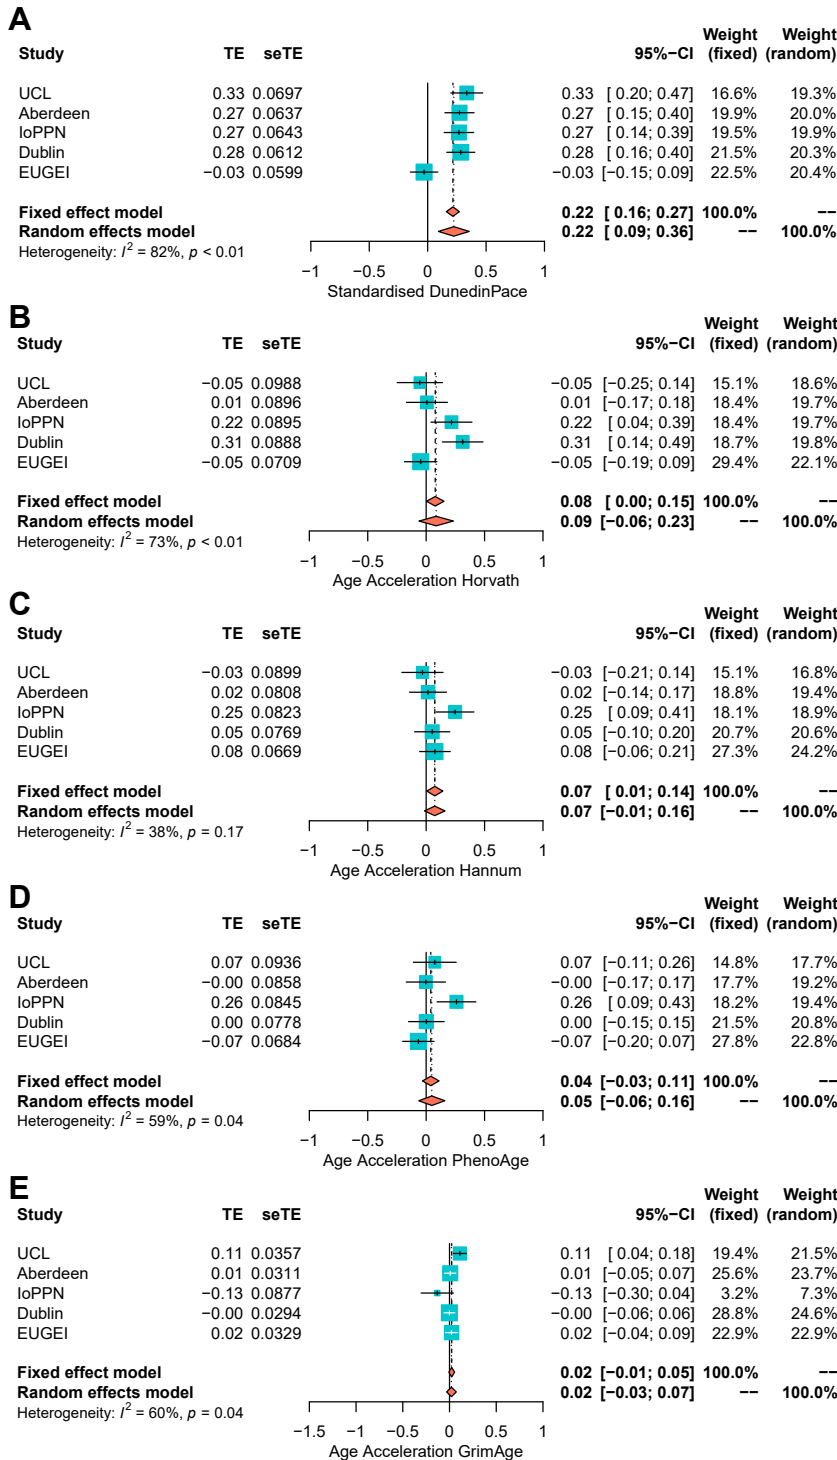 A
Weight Weight
Study TE seTE 95%−CI (fixed) (random)
UCL 0.33 0.0697 0.33 [ 0.20; 0.47] 16.6% 19.3%
Aberdeen 0.27 0.0637 0.27 [ 0.15; 0.40] 19.9% 20.0%
IoPPN 0.27 0.0643 0.27 [ 0.14; 0.39] 19.5% 19.9%
Dublin 0.28 0.0612 0.28 [ 0.16; 0.40] 21.5% 20.3%
EUGEI −0.03 0.0599 −0.03 [−0.15; 0.09] 22.5% 20.4%
Fixed effect model 0.22 [ 0.16; 0.27] 100.0% −−
Random effects model 0.22 [ 0.09; 0.36] −− 100.0%
Heterogeneity: I² = 82%, p < 0.01
−1 −0.5 0 0.5 1
Standardised DunedinPace
B
Weight Weight
Study TE seTE 95%−CI (fixed) (random)
UCL −0.05 0.0988 −0.05 [−0.25; 0.14] 15.1% 18.6%
Aberdeen 0.01 0.0896 0.01 [−0.17; 0.18] 18.4% 19.7%
IoPPN 0.22 0.0895 0.22 [ 0.04; 0.39] 18.4% 19.7%
Dublin 0.31 0.0888 0.31 [ 0.14; 0.49] 18.7% 19.8%
EUGEI −0.05 0.0709 −0.05 [−0.19; 0.09] 29.4% 22.1%
Fixed effect model 0.08 [ 0.00; 0.15] 100.0% −−
Random effects model 0.09 [−0.06; 0.23] −− 100.0%
Heterogeneity: I² = 73%, p < 0.01
−1 −0.5 0 0.5 1
Age Acceleration Horvath
C
Weight Weight
Study TE seTE 95%−CI (fixed) (random)
UCL −0.03 0.0899 −0.03 [−0.21; 0.14] 15.1% 16.8%
Aberdeen 0.02 0.0808 0.02 [−0.14; 0.17] 18.8% 19.4%
IoPPN 0.25 0.0823 0.25 [ 0.09; 0.41] 18.1% 18.9%
Dublin 0.05 0.0769 0.05 [−0.10; 0.20] 20.7% 20.6%
EUGEI 0.08 0.0669 0.08 [−0.06; 0.21] 27.3% 24.2%
Fixed effect model 0.07 [ 0.01; 0.14] 100.0% −−
Random effects model 0.07 [−0.01; 0.16] −− 100.0%
Heterogeneity: I² = 38%, p = 0.17
−1 −0.5 0 0.5 1
Age Acceleration Hannum
D
Weight Weight
Study TE seTE 95%−CI (fixed) (random)
UCL 0.07 0.0936 0.07 [−0.11; 0.26] 14.8% 17.7%
Aberdeen −0.00 0.0858 −0.00 [−0.17; 0.17] 17.7% 19.2%
IoPPN 0.26 0.0845 0.26 [ 0.09; 0.43] 18.2% 19.4%
Dublin 0.00 0.0778 0.00 [−0.15; 0.15] 21.5% 20.8%
EUGEI −0.07 0.0684 −0.07 [−0.20; 0.07] 27.8% 22.8%
Fixed effect model 0.04 [−0.03; 0.11] 100.0% −−
Random effects model 0.05 [−0.06; 0.16] −− 100.0%
Heterogeneity: I² = 59%, p = 0.04
−1 −0.5 0 0.5 1
Age Acceleration PhenoAge
E
Weight Weight
Study TE seTE 95%−CI (fixed) (random)
UCL 0.11 0.0357 0.11 [ 0.04; 0.18] 19.4% 21.5%
Aberdeen 0.01 0.0311 0.01 [−0.05; 0.07] 25.6% 23.7%
IoPPN −0.13 0.0877 −0.13 [−0.30; 0.04] 3.2% 7.3%
Dublin −0.00 0.0294 −0.00 [−0.06; 0.06] 28.8% 24.6%
EUGEI 0.02 0.0329 0.02 [−0.04; 0.09] 22.9% 22.9%
Fixed effect model 0.02 [−0.01; 0.05] 100.0% −−
Random effects model 0.02 [−0.03; 0.07] −− 100.0%
Heterogeneity: I² = 60%, p = 0.04
−1.5 −1 −0.5 0 0.5 1
Age Acceleration GrimAge